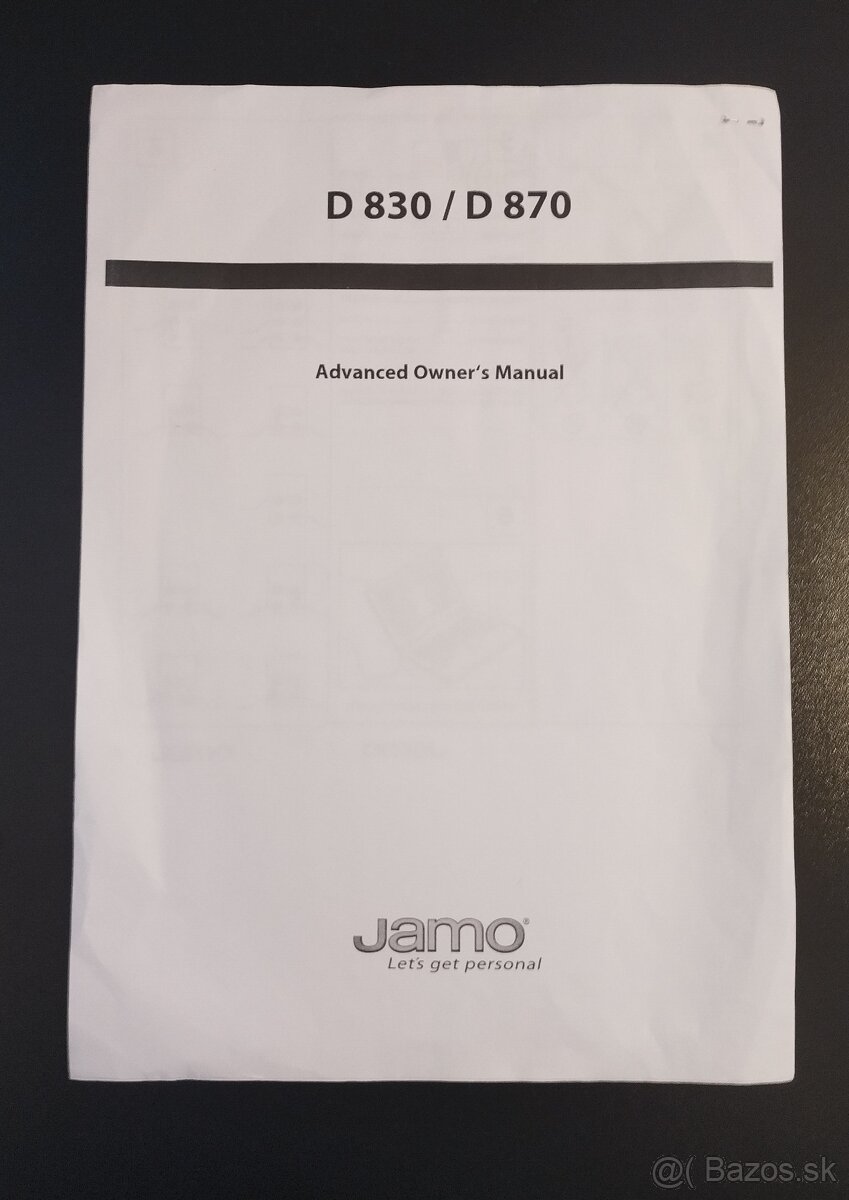 D 830 / D 870
Advanced Owner's Manual
Jamo®
Let's get personal
@( Bazos.sk